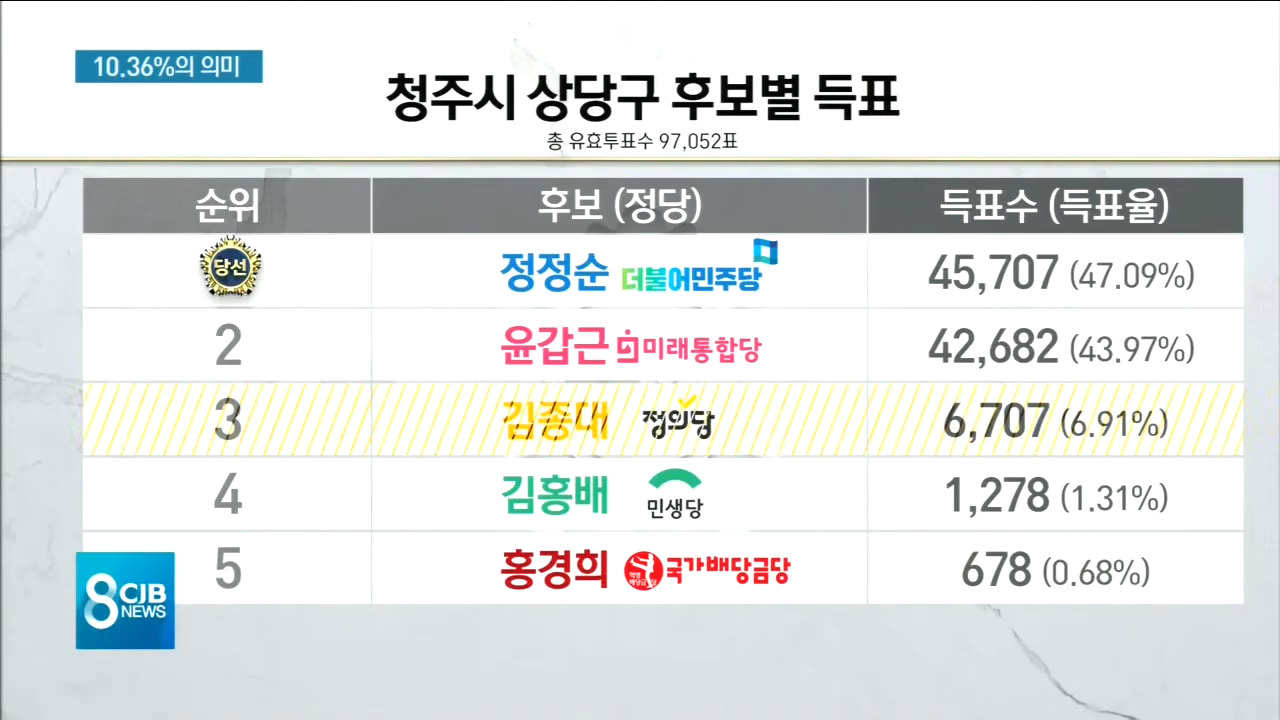 10.36%의 의미
청주시 상당구 후보별 득표
총 유효투표수 97,052표
순위 후보 (정당) 득표수 (득표율)
당선 정정순 더불어민주당 45,707 (47.09%)
2 윤갑근 미래통합당 42,682 (43.97%)
3 김종대 정의당 6,707 (6.91%)
4 김홍배 민생당 1,278 (1.31%)
5 홍경희 국가배당금당 678 (0.68%)
8 CJB NEWS